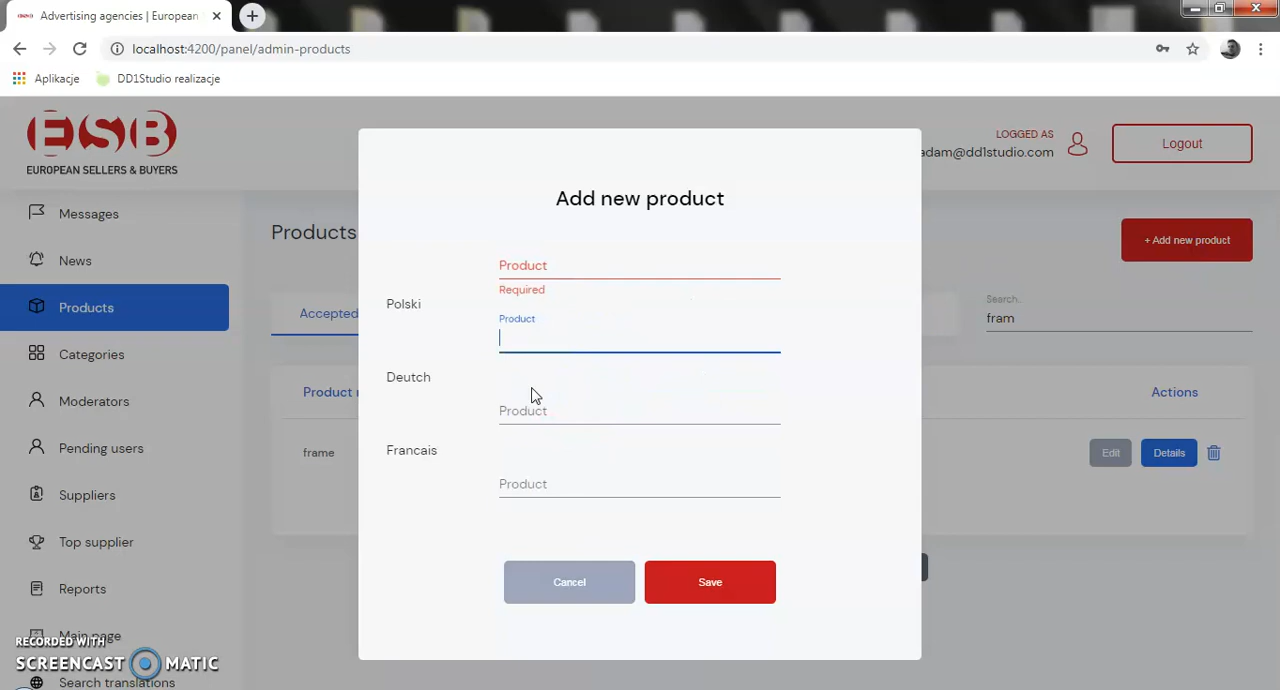 Advertising agencies | European
localhost:4200/panel/admin-products
Aplikacje
DD1Studio realizacje
ESB
EUROPEAN SELLERS & BUYERS
LOGGED AS
adam@dd1studio.com
Logout
Messages
News
Products
Categories
Moderators
Pending users
Suppliers
Top supplier
Reports
Main page
Search translations
Products
+ Add new product
Accepted
Search..
fram
Product
Actions
frame
Edit
Details
Add new product
Product
Required
Polski
Product
Deutch
Product
Francais
Product
Cancel
Save
RECORDED WITH
SCREENCAST MATIC